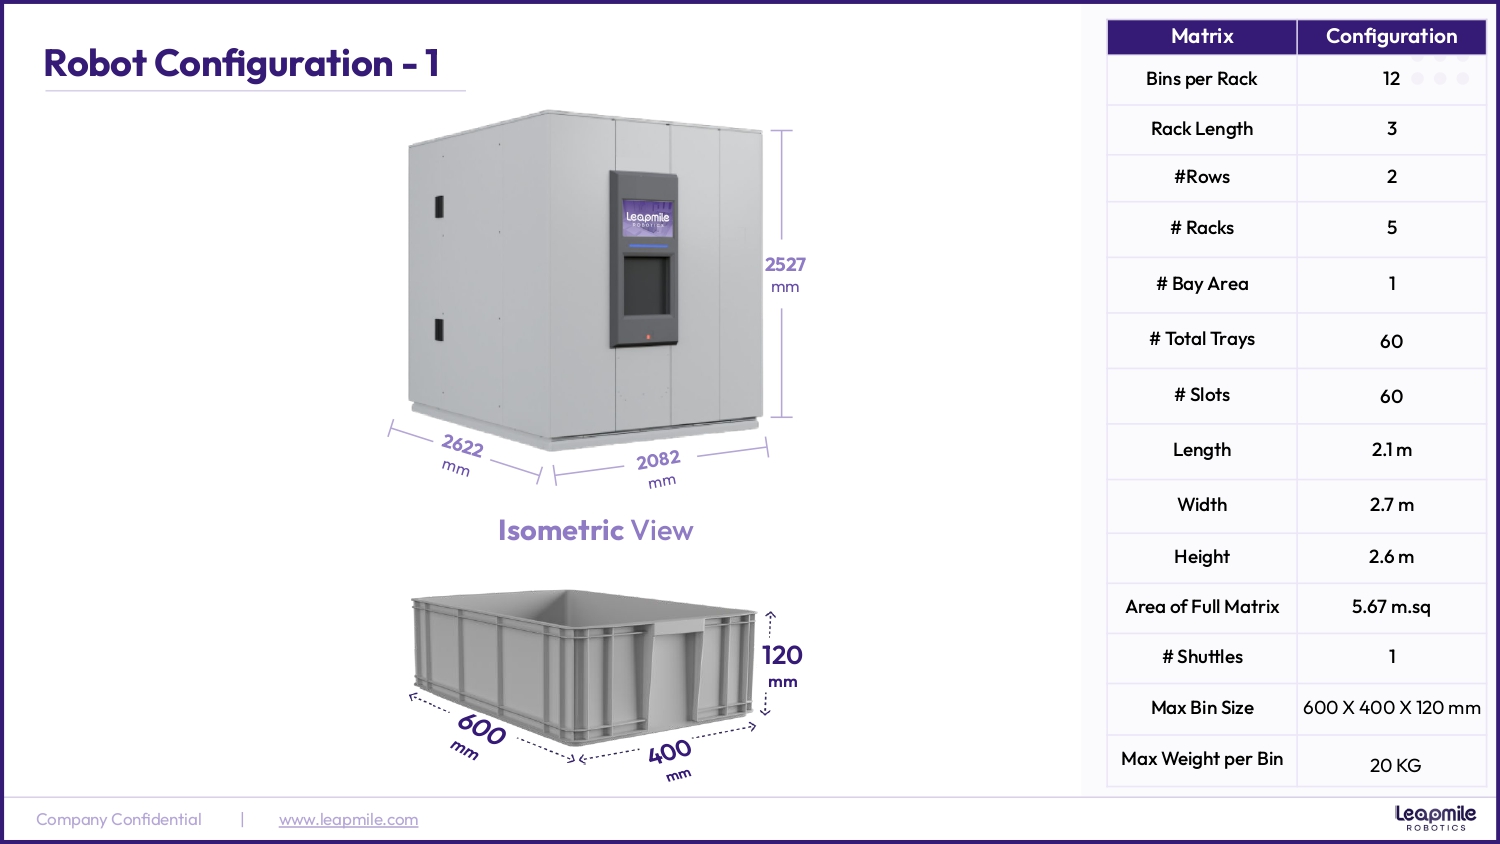 Robot Configuration - 1
Leapmile
ROBOTICS
2527
mm
2622
mm
2082
mm
Isometric View
120
mm
600
mm
400
mm
Matrix Configuration
Bins per Rack 12
Rack Length 3
#Rows 2
# Racks 5
# Bay Area 1
# Total Trays 60
# Slots 60
Length 2.1 m
Width 2.7 m
Height 2.6 m
Area of Full Matrix 5.67 m.sq
# Shuttles 1
Max Bin Size 600 X 400 X 120 mm
Max Weight per Bin 20 KG
Company Confidential | www.leapmile.com
Leapmile
ROBOTICS